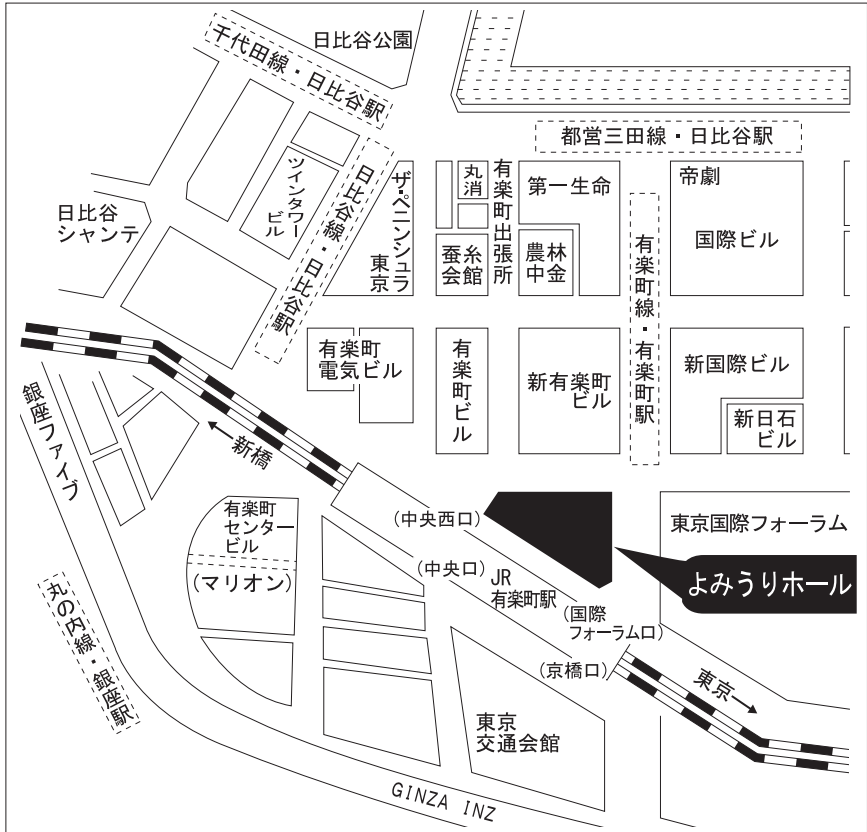 日比谷公園
千代田線・日比谷駅
都営三田線・日比谷駅
日比谷
シャンテ
ツインタワー
ビル
日比谷線・日比谷駅
ザ・ペニンシュラ
東京
丸消
有楽町出張所
蚕糸
会館
第一生命
農林
中金
帝劇
国際ビル
有楽町線・有楽町駅
有楽町
電気ビル
有楽町ビル
新有楽町
ビル
新国際ビル
新日石
ビル
銀座ファイブ
新橋
有楽町
センター
ビル
(マリオン)
(中央西口)
(中央口)
JR
有楽町駅
(国際
フォーラム口)
(京橋口)
東京国際フォーラム
よみうりホール
丸の内線・銀座駅
東京
東京
交通会館
GINZA INZ